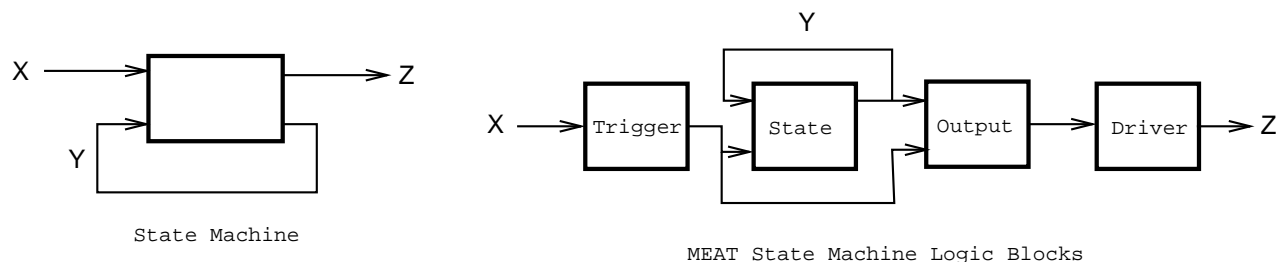 X
Z
Y
State Machine
Y
X
Trigger
State
Output
Driver
Z
MEAT State Machine Logic Blocks